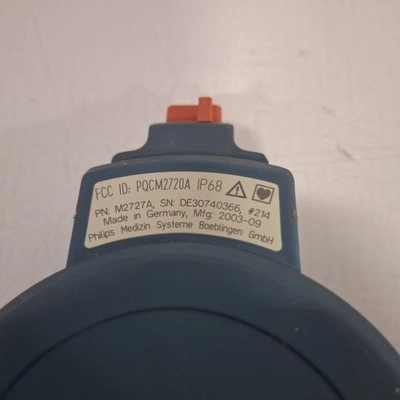 FCC ID: PQCM2720A IP68
PN: M2727A, SN: DE30740366, #214
Made in Germany, Mfg: 2003-09
Philips Medizin Systeme Boeblingen GmbH